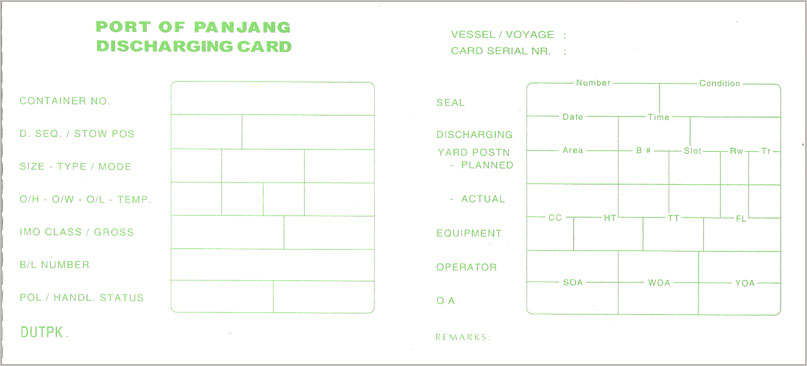 PORT OF PANJANG
DISCHARGING CARD
CONTAINER NO.
D. SEQ. / STOW POS
SIZE - TYPE / MODE
O/H - O/W - O/L - TEMP.
IMO CLASS / GROSS
B/L NUMBER
POL / HANDL. STATUS
DUTPK.
VESSEL / VOYAGE :
CARD SERIAL NR. :
Number Condition
SEAL
Date Time
DISCHARGING
YARD POSTN Area B # Slot Rw Tr
- PLANNED
- ACTUAL
CC HT TT FL
EQUIPMENT
OPERATOR
SOA WOA YOA
O A
REMARKS: